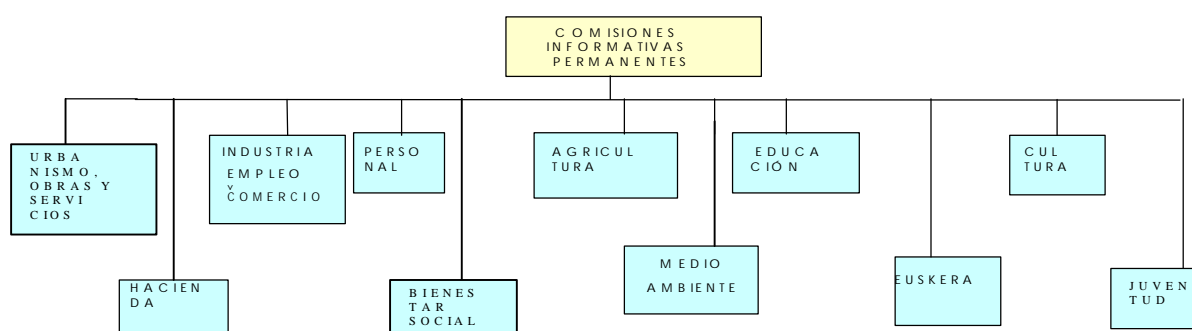 COMISIONES
INFORMATIVAS
PERMANENTES
URBA
NISMO,
OBRAS Y
SERVI
CIOS
INDUSTRIA
EMPLEO
y
COMERCIO
PERSO
NAL
AGRICUL
TURA
EDUCA
CIÓN
CUL
TURA
HACIEN
DA
BIENES
TAR
SOCIAL
MEDIO
AMBIENTE
EUSKERA
JUVEN
TUD